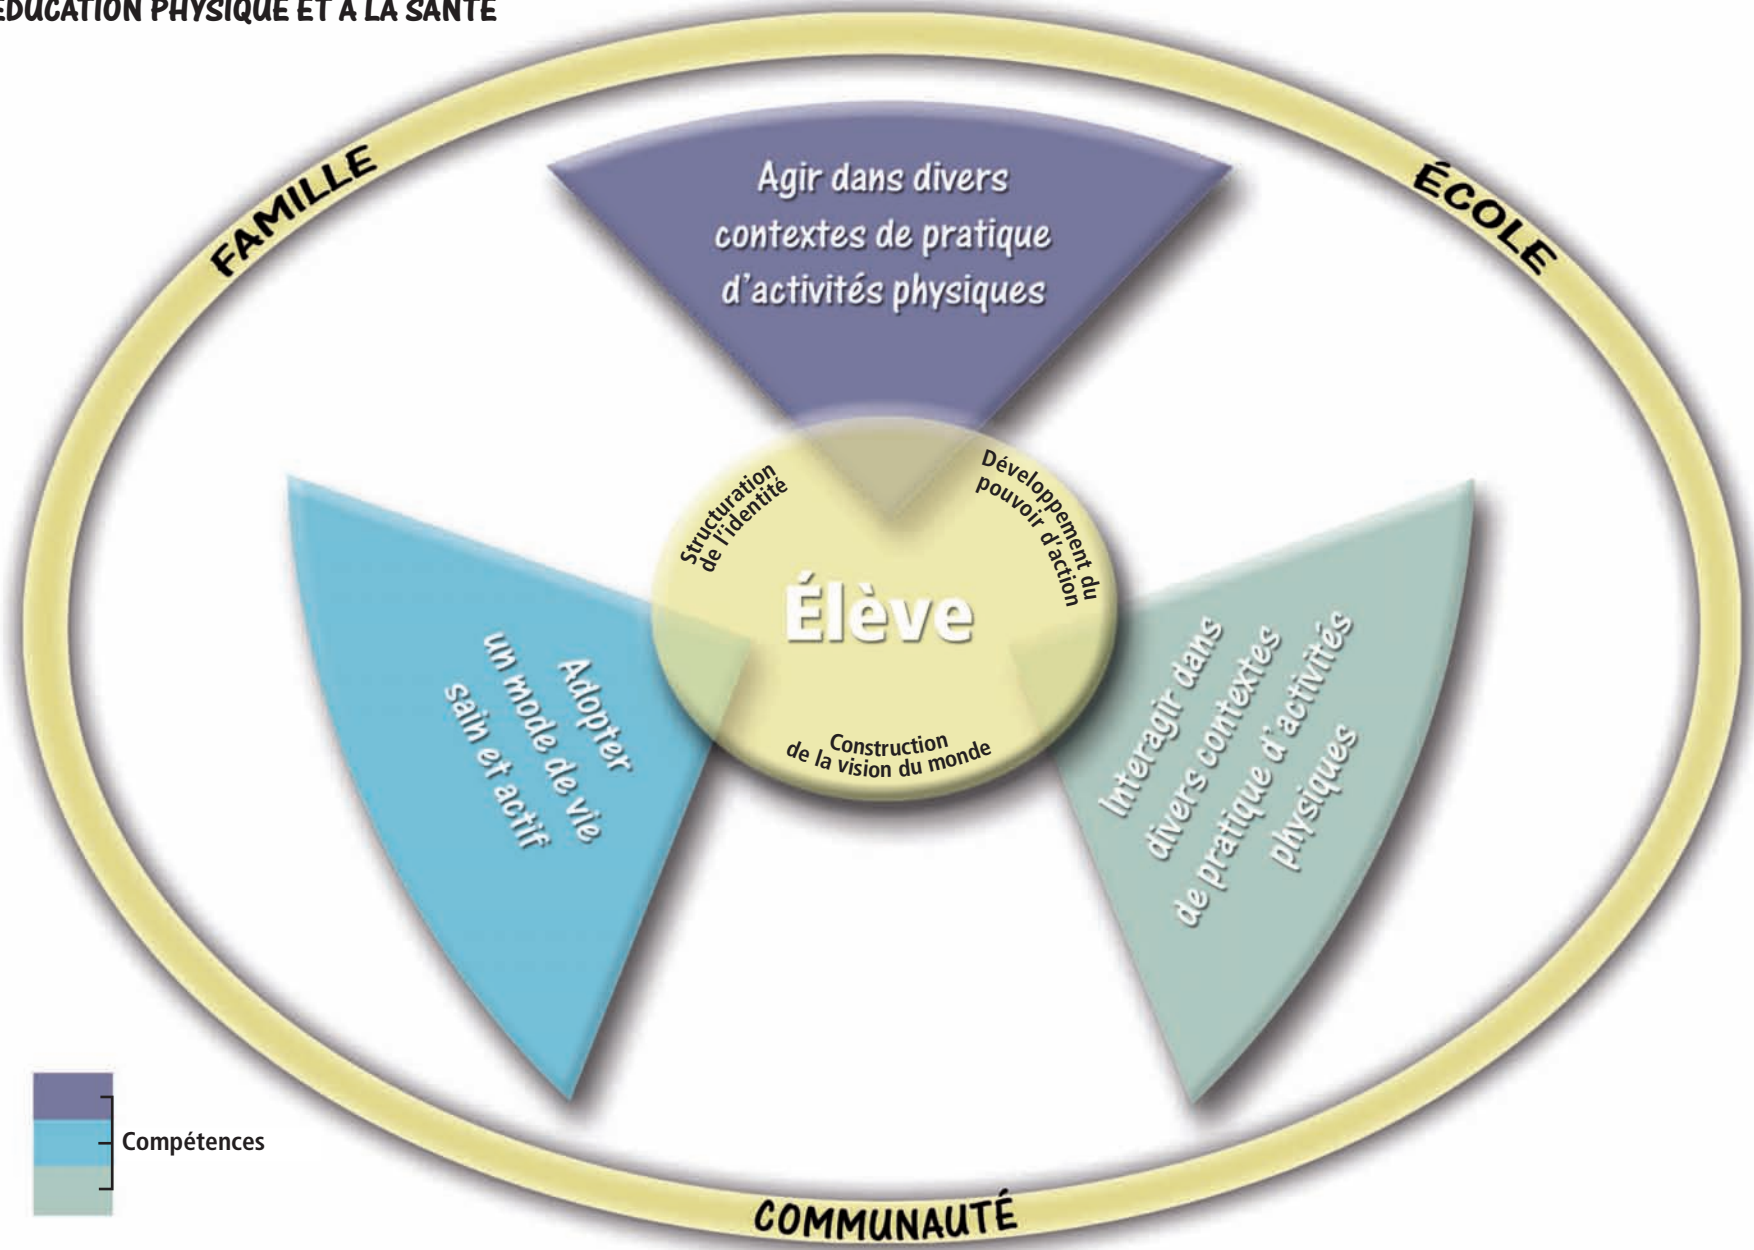 ÉDUCATION PHYSIQUE ET À LA SANTÉ
FAMILLE
ÉCOLE
Agir dans divers
contextes de pratique
d'activités physiques
Structuration
de l'identité
Développement du
pouvoir d'action
Élève
Construction
de la vision du monde
Adopter
un mode de vie
sain et actif
Interagir dans
divers contextes
de pratique d'activités
physiques
Compétences
COMMUNAUTÉ